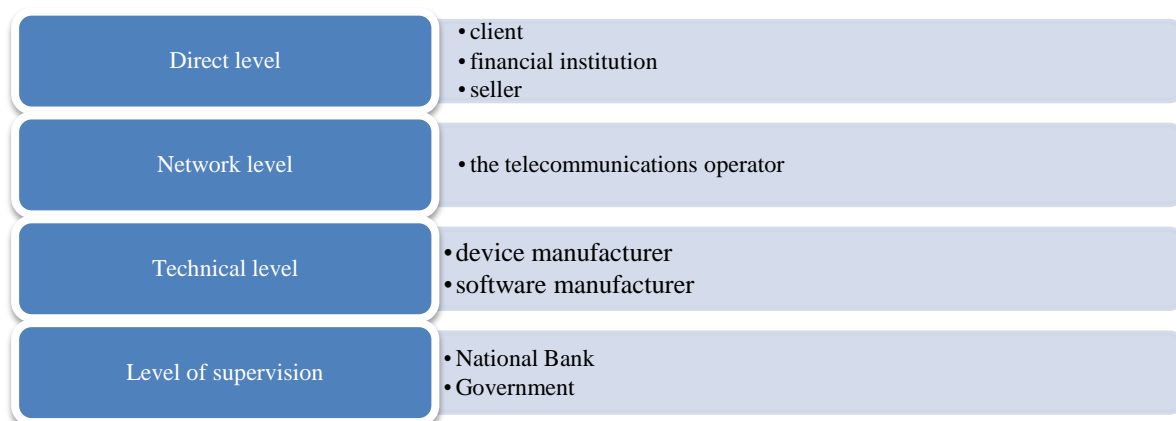 Direct level
• client
• financial institution
• seller
Network level
• the telecommunications operator
Technical level
• device manufacturer
• software manufacturer
Level of supervision
• National Bank
• Government